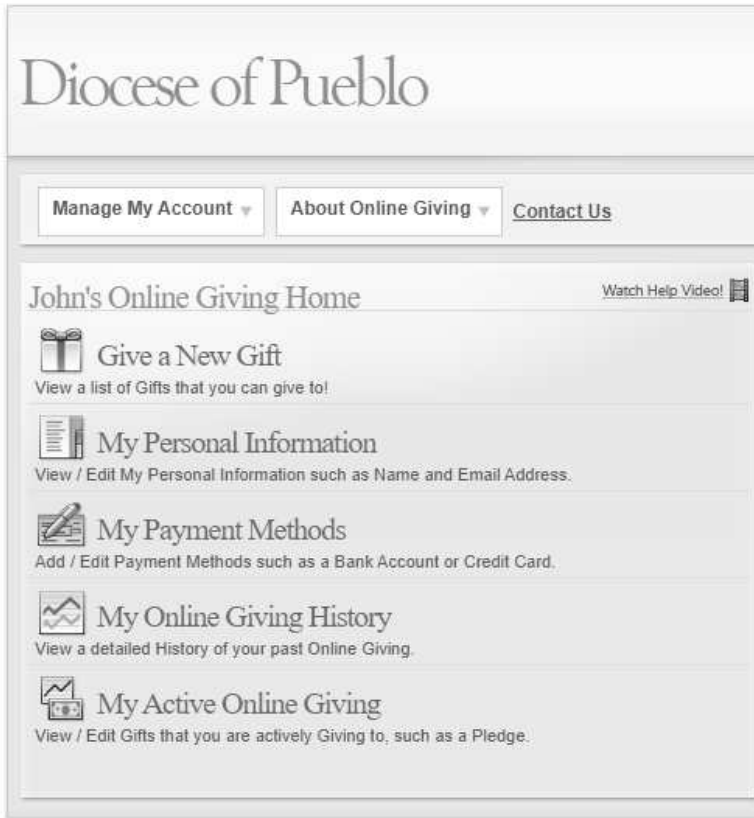 Diocese of Pueblo
Manage My Account
About Online Giving
Contact Us
John's Online Giving Home
Watch Help Video!
Give a New Gift
View a list of Gifts that you can give to!
My Personal Information
View / Edit My Personal Information such as Name and Email Address.
My Payment Methods
Add / Edit Payment Methods such as a Bank Account or Credit Card.
My Online Giving History
View a detailed History of your past Online Giving.
My Active Online Giving
View / Edit Gifts that you are actively Giving to, such as a Pledge.